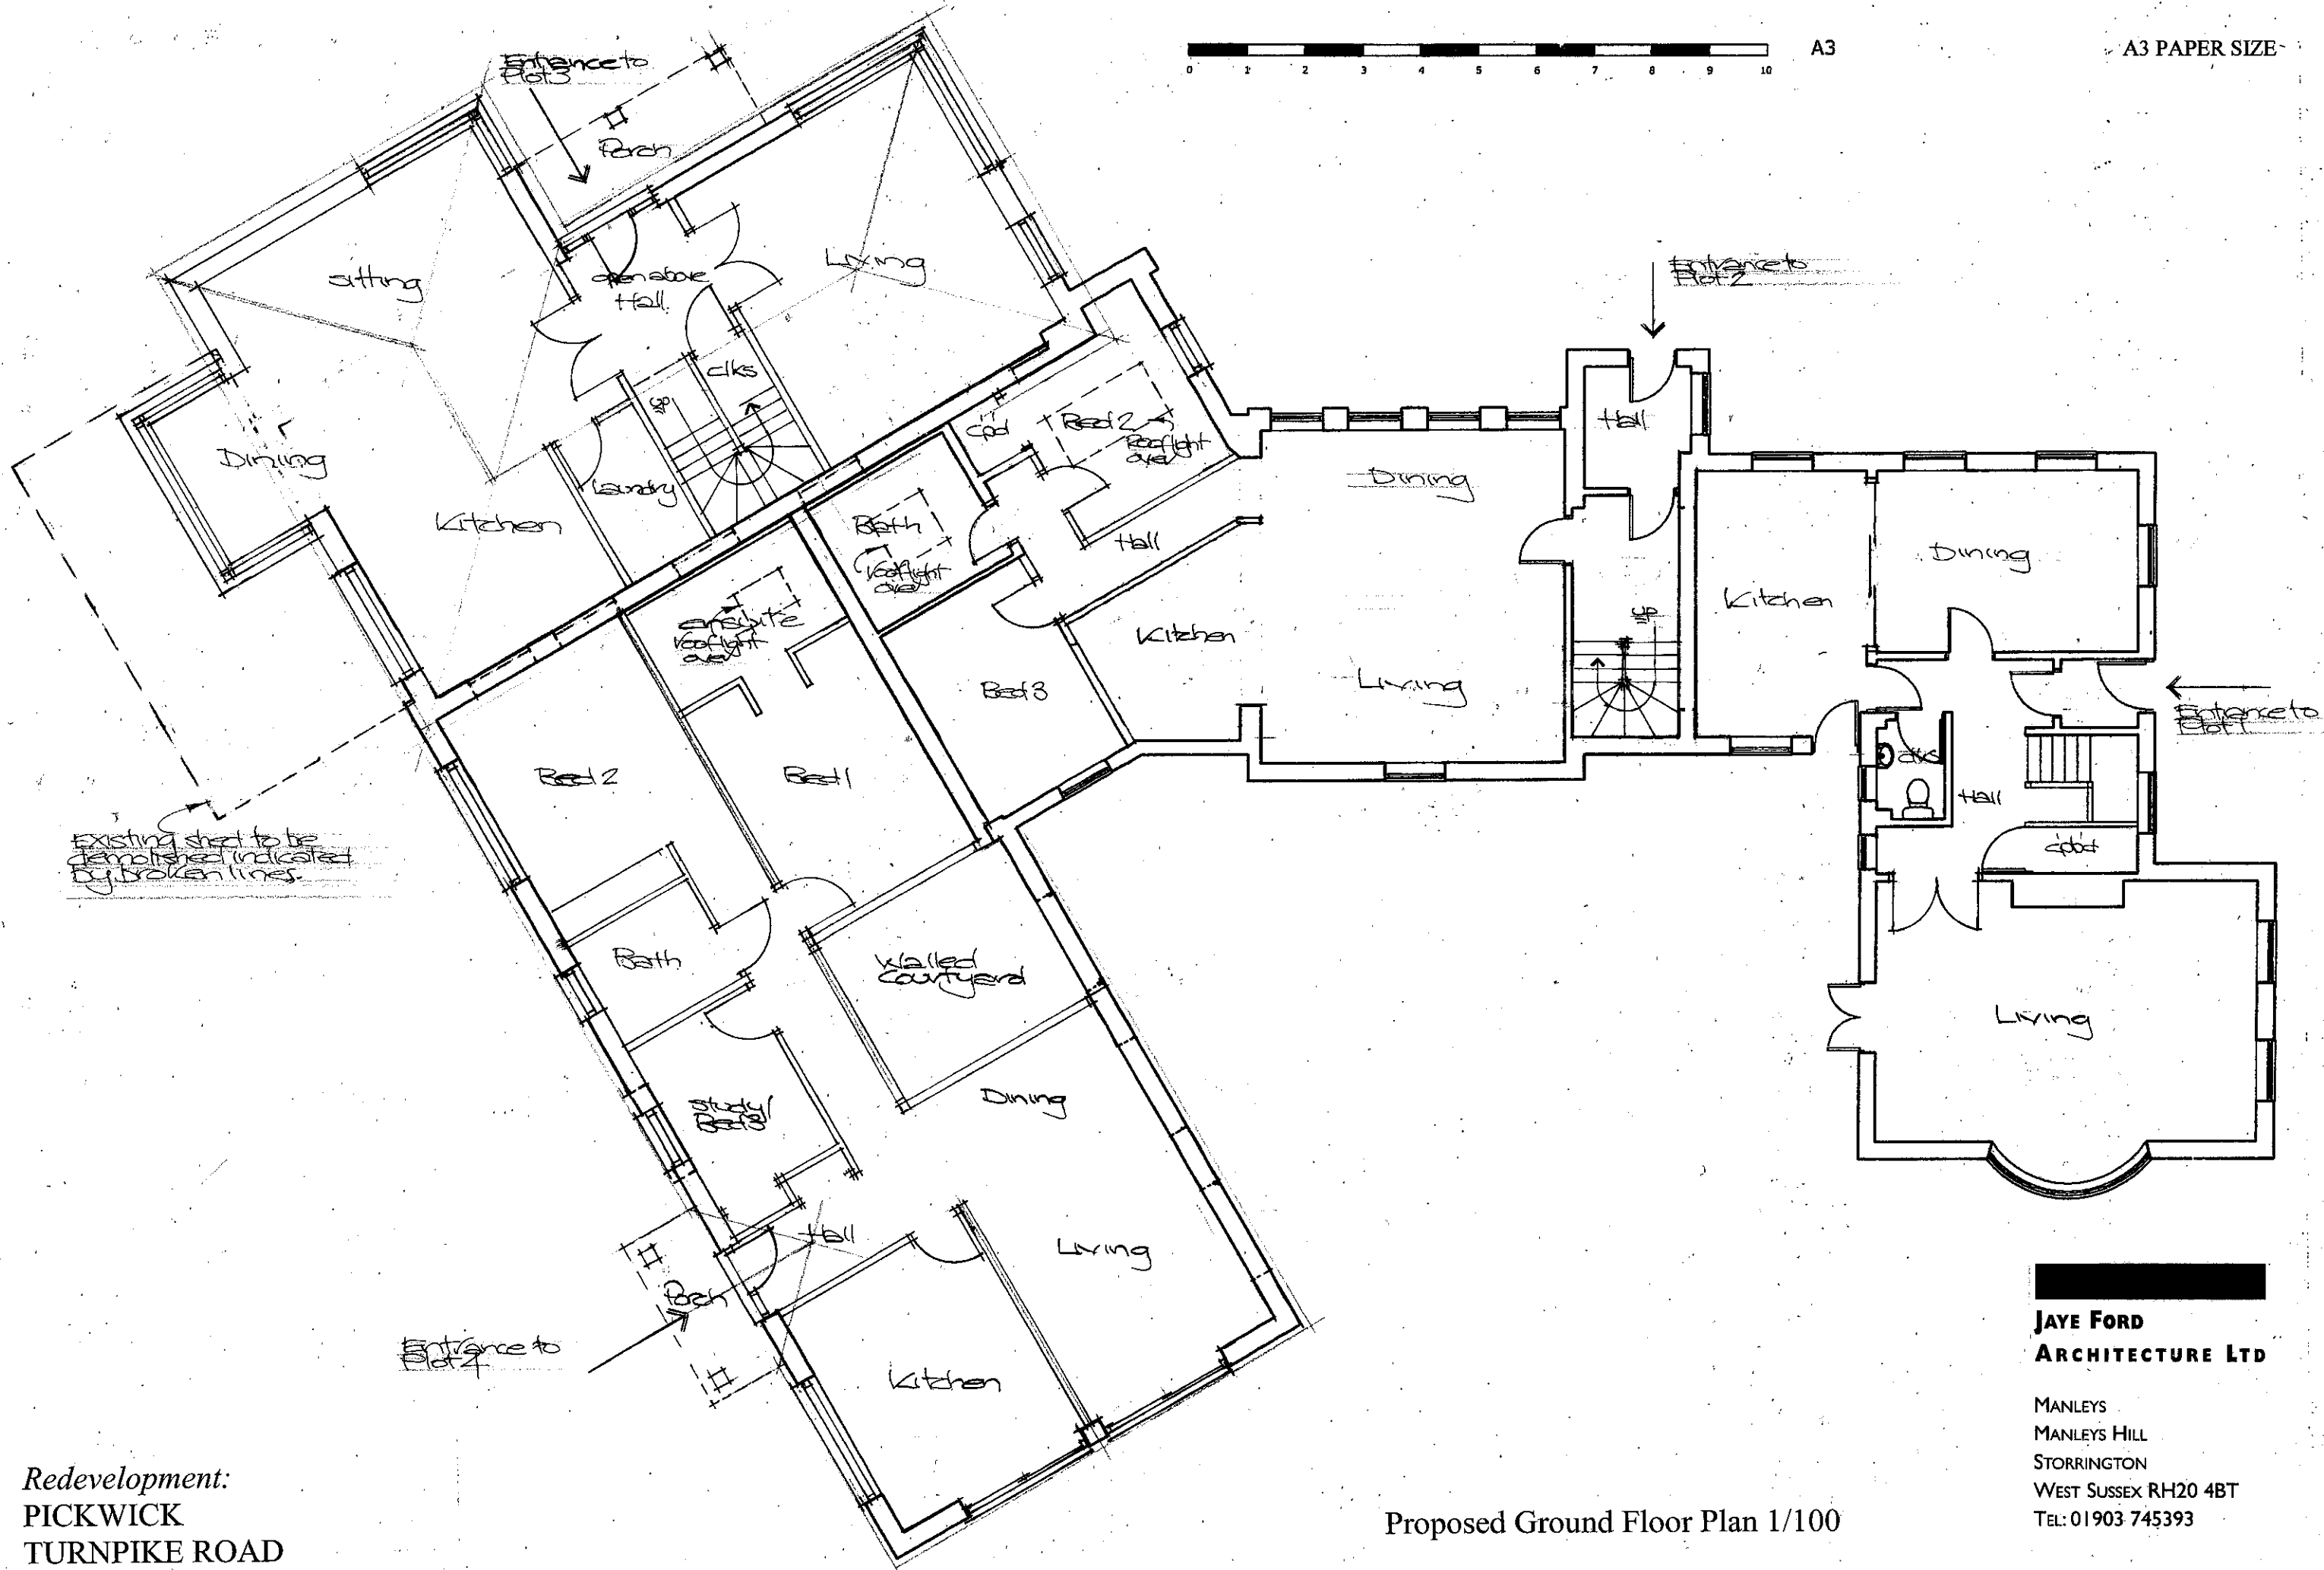 A3
A3 PAPER SIZE
0 1 2 3 4 5 6 7 8 9 10
Entrance to
Plot 3
Porch
sitting
open above
Hall.
Living
clks
up
Dining
Kitchen
Laundry
Entrance to
Plot 2
Hall
cpd
Bed 2
Rooflight
over
Bath
rooflight
over
Hall
Dining
Kitchen
Living
Bed 3
up
Kitchen
Dining
Entrance to
Plot 1
clks
Hall
cpbd
Living
ensuite
rooflight
over
Bed 2
Bed 1
Existing shed to be
demolished indicated
by broken lines.
Bath
Walled
Courtyard
Study/
Bed 3
Dining
Hall
Living
Porch
Entrance to
Plot 4
Kitchen
JAYE FORD
ARCHITECTURE LTD
MANLEYS
MANLEYS HILL
STORRINGTON
WEST SUSSEX RH20 4BT
TEL: 01903 745393
Redevelopment:
PICKWICK
TURNPIKE ROAD
Proposed Ground Floor Plan 1/100